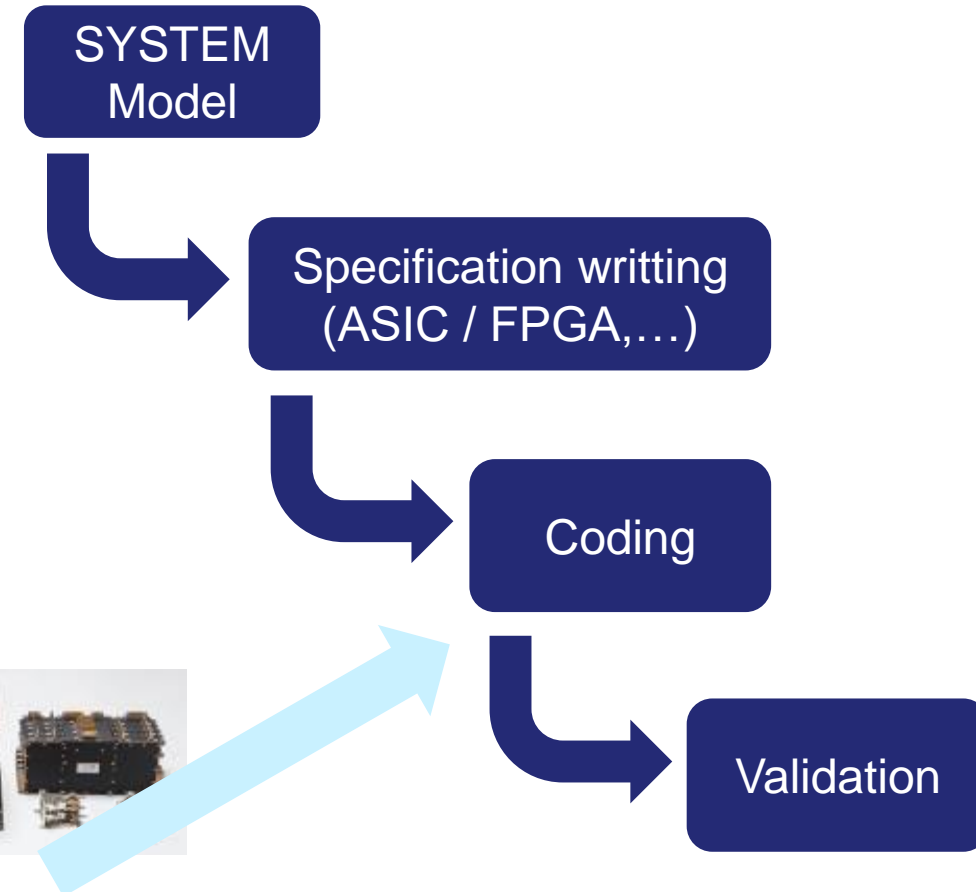 SYSTEM
Model
Specification writting
(ASIC / FPGA,…)
Coding
Validation